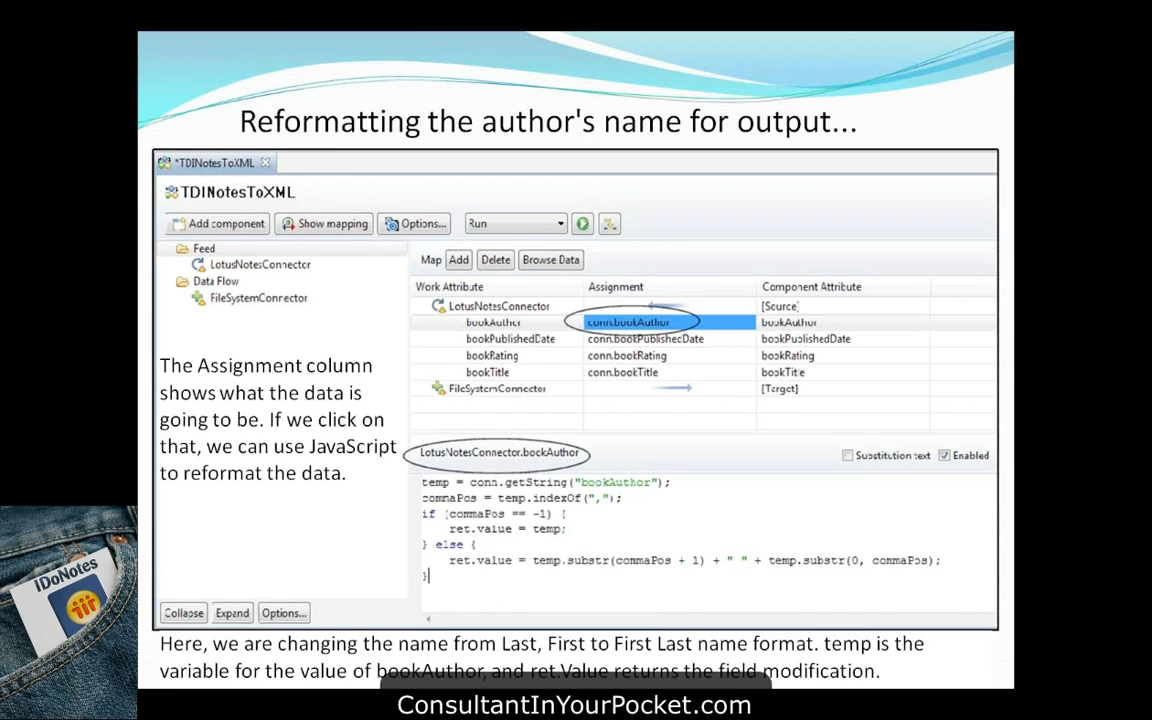 Reformatting the author's name for output...
*TDINotesToXML
TDINotesToXML
Add component Show mapping Options... Run
Feed
LotusNotesConnector
Data Flow
FileSystemConnector
Map Add Delete Browse Data
Work Attribute Assignment Component Attribute
LotusNotesConnector [Source]
bookAuthor conn.bookAuthor bookAuthor
bookPublishedDate conn.bookPublishedDate bookPublishedDate
bookRating conn.bookRating bookRating
bookTitle conn.bookTitle bookTitle
FileSystemConnector [Target]
The Assignment column
shows what the data is
going to be. If we click on
that, we can use JavaScript
to reformat the data.
LotusNotesConnector.bookAuthor Substitution text Enabled
temp = conn.getString("bookAuthor");
commaPos = temp.indexOf(",");
if (commaPos == -1) {
ret.value = temp;
} else {
ret.value = temp.substr(commaPos + 1) + " " + temp.substr(0, commaPos);
}
Collapse Expand Options...
IDoNotes
Here, we are changing the name from Last, First to First Last name format. temp is the
variable for the value of bookAuthor, and ret.Value returns the field modification.
ConsultantInYourPocket.com